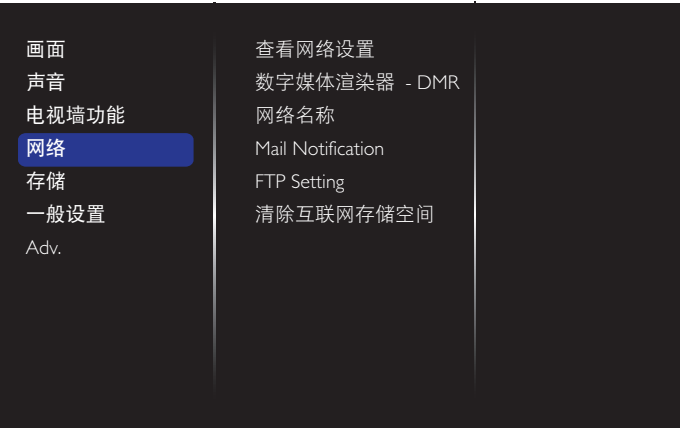 画面
声音
电视墙功能
网络
存储
一般设置
Adv.
查看网络设置
数字媒体渲染器 - DMR
网络名称
Mail Notification
FTP Setting
清除互联网存储空间